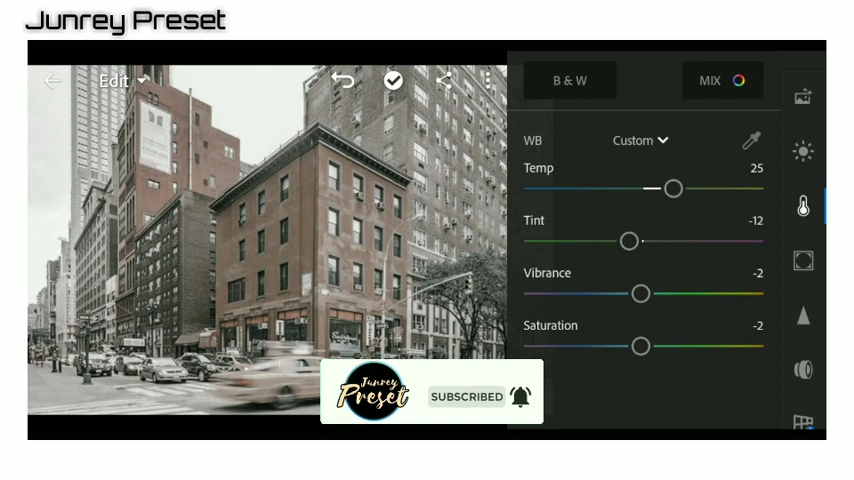 Junrey Preset
Edit
B & W
MIX
WB
Custom
Temp
25
Tint
-12
Vibrance
-2
Saturation
-2
Junrey
Preset
SUBSCRIBED